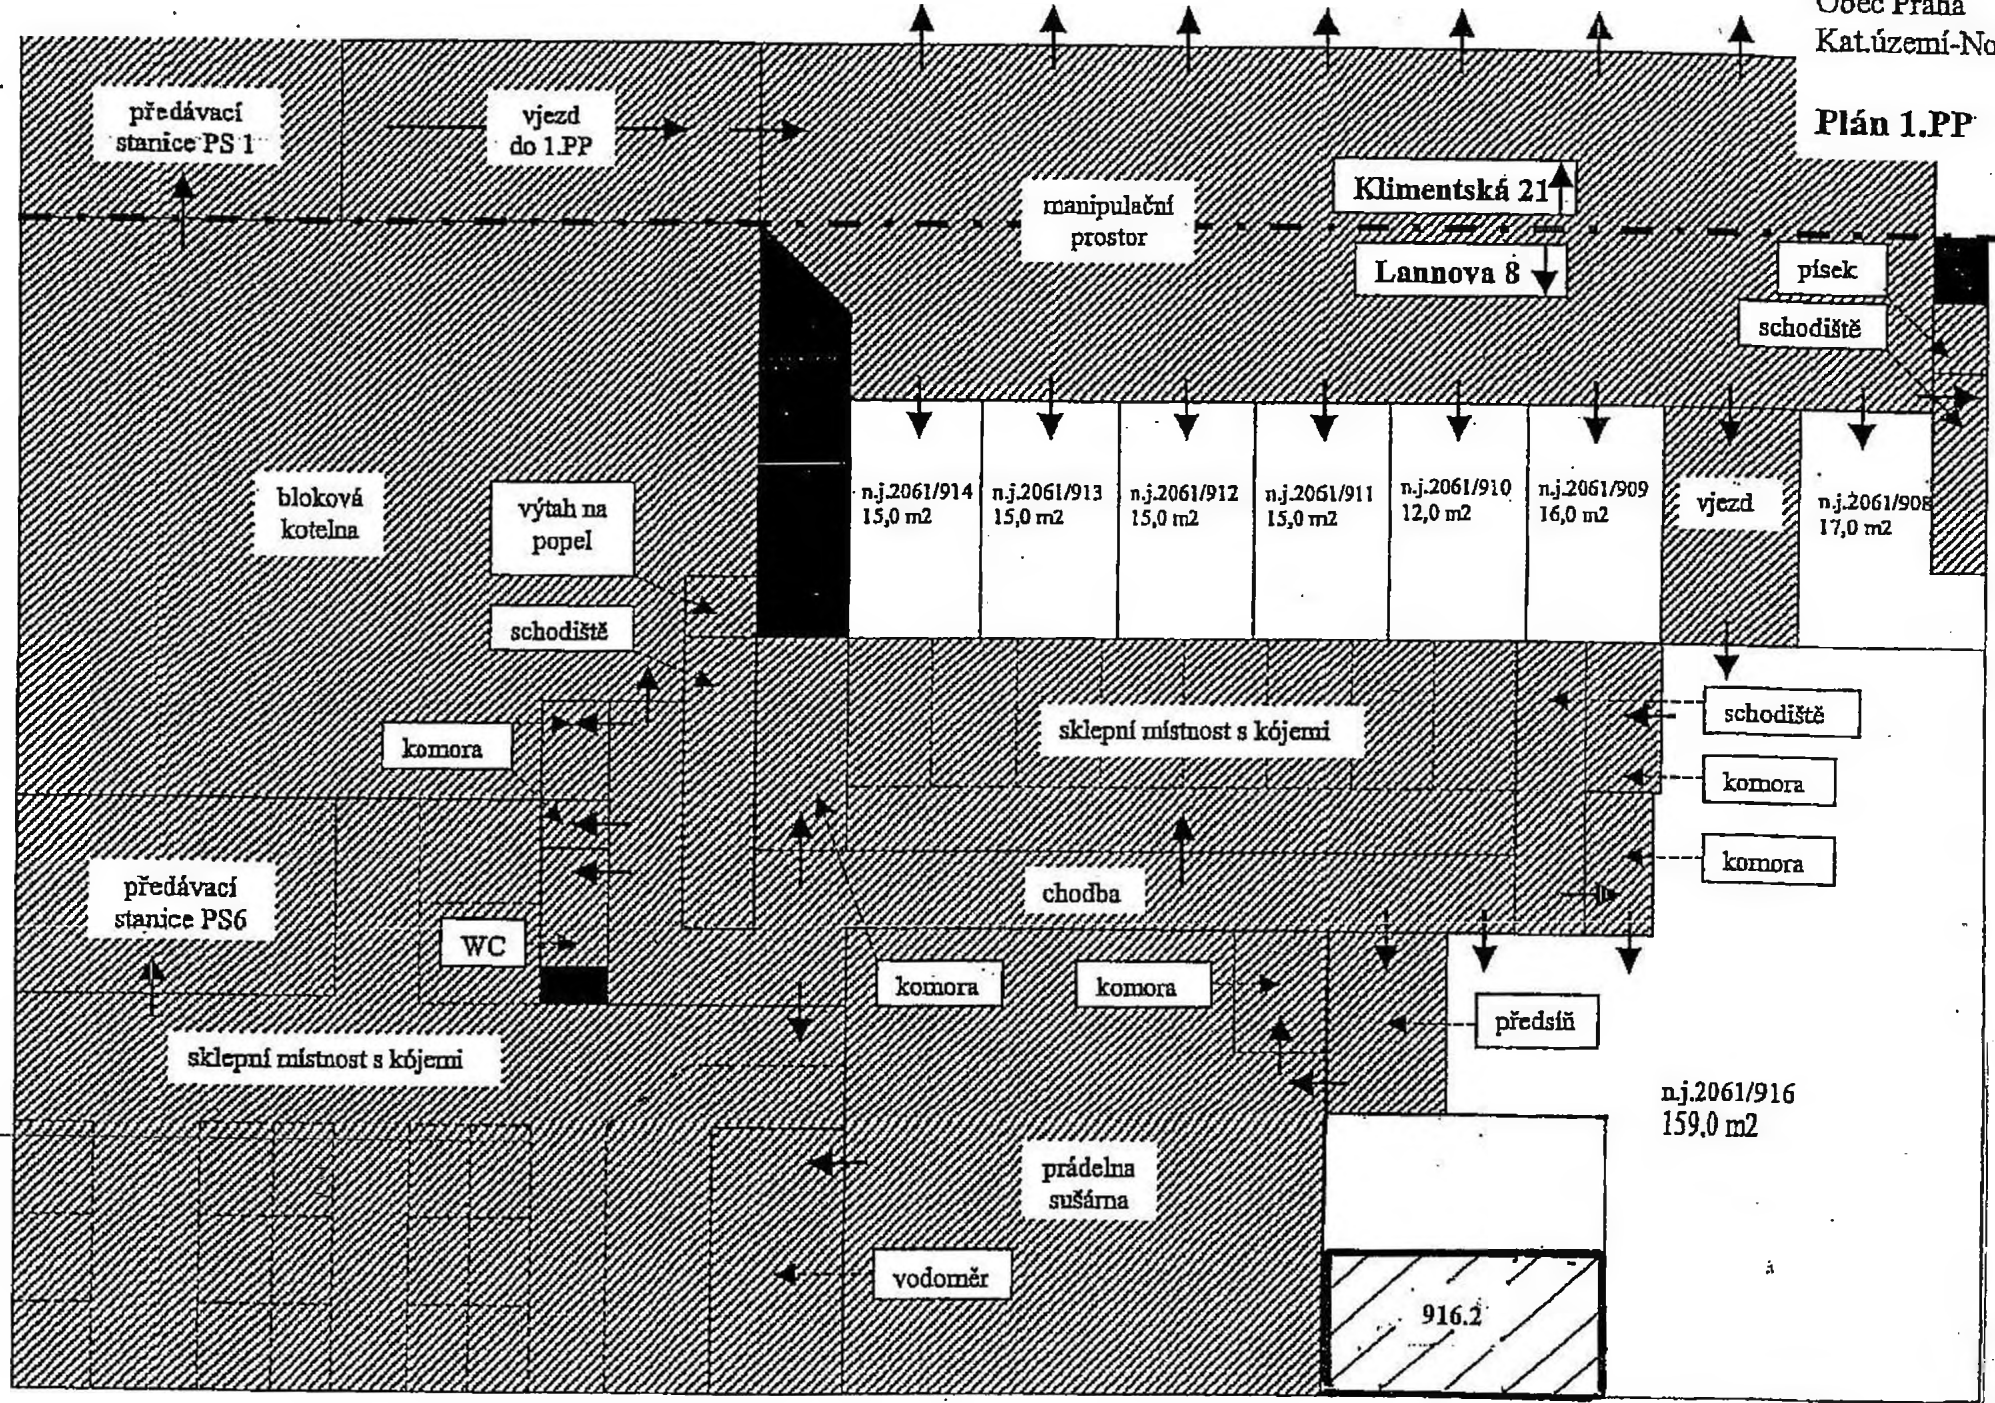 Obec Praha
Kat.území-No
Plán 1.PP
předávací
stanice PS 1
vjezd
do 1.PP
manipulační
prostor
Klimentská 21
Lannova 8
písek
schodiště
bloková
kotelna
výtah na
popel
schodiště
n.j.2061/914
15,0 m2
n.j.2061/913
15,0 m2
n.j.2061/912
15,0 m2
n.j.2061/911
15,0 m2
n.j.2061/910
12,0 m2
n.j.2061/909
16,0 m2
vjezd
n.j.2061/908
17,0 m2
komora
sklepní místnost s kójemi
schodiště
komora
komora
předávací
stanice PS6
WC
chodba
komora
komora
předsíň
sklepní místnost s kójemi
n.j.2061/916
159,0 m2
prádelna
sušárna
vodoměr
916.2